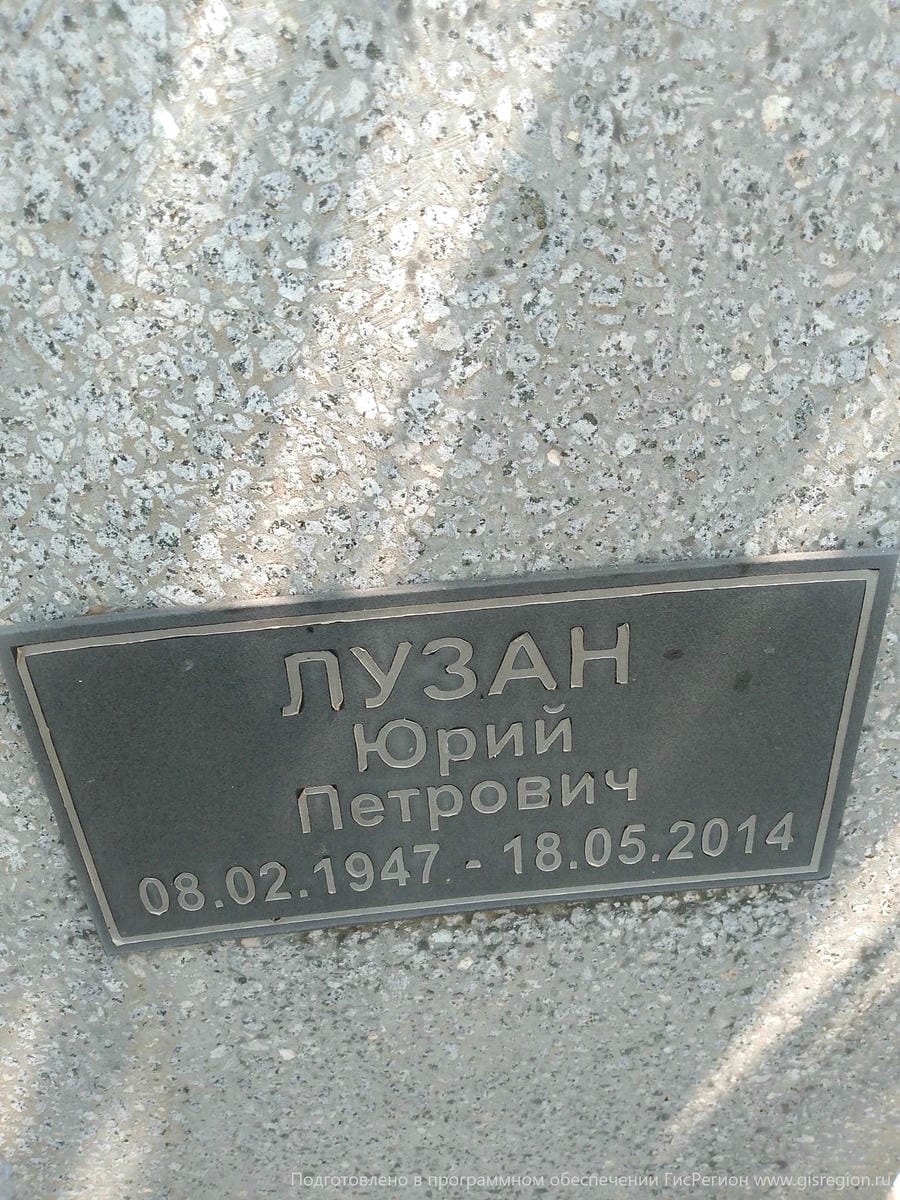 ЛУЗАН
Юрий
Петрович
08.02.1947 - 18.05.2014
Подготовлено в программном обеспечении ГисРегион www.gisregion.ru